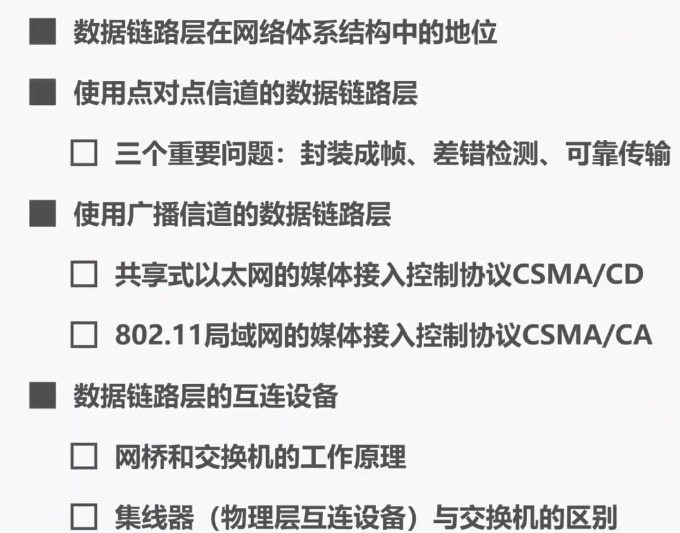 数据链路层在网络体系结构中的地位
使用点对点信道的数据链路层
三个重要问题：封装成帧、差错检测、可靠传输
使用广播信道的数据链路层
共享式以太网的媒体接入控制协议CSMA/CD
802.11局域网的媒体接入控制协议CSMA/CA
数据链路层的互连设备
网桥和交换机的工作原理
集线器（物理层互连设备）与交换机的区别